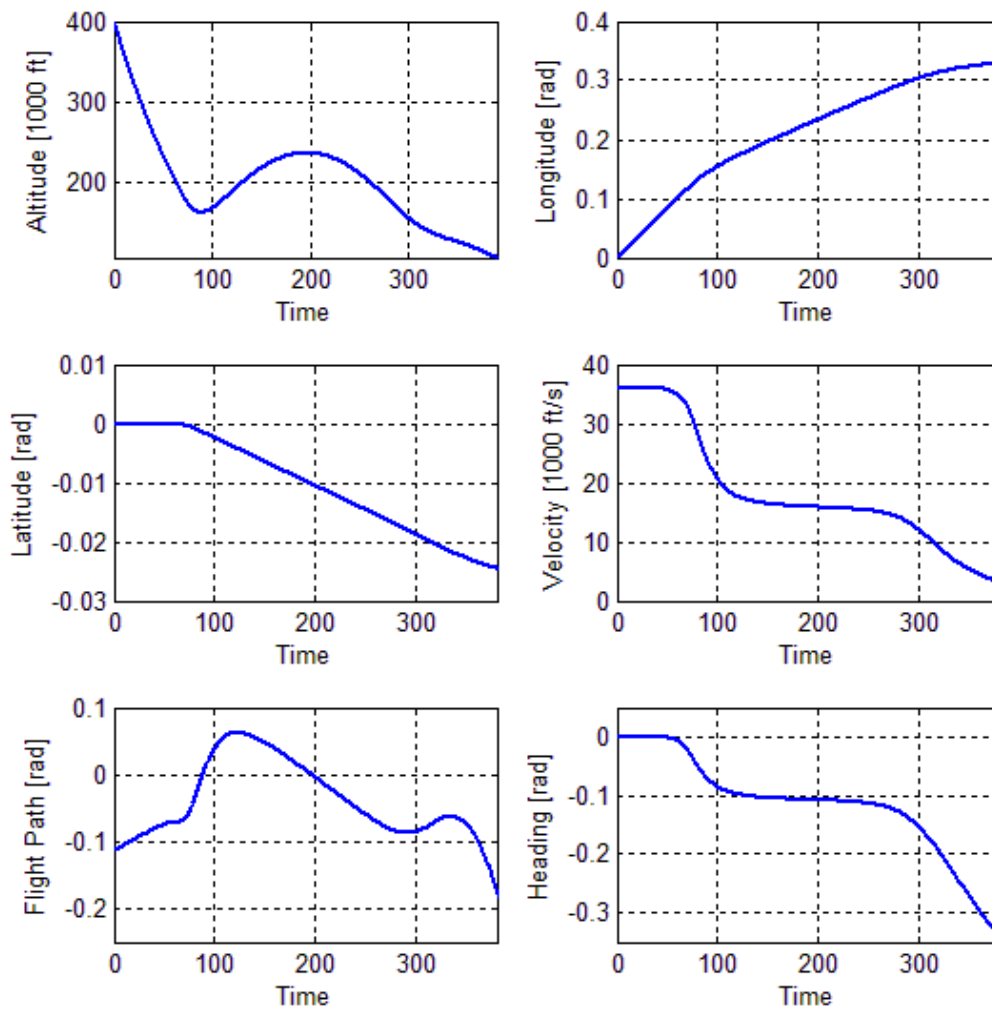 Altitude [1000 ft]
400
300
200
0 100 200 300
Time
Longitude [rad]
0.4
0.3
0.2
0.1
0
0 100 200 300
Time
Latitude [rad]
0.01
0
-0.01
-0.02
-0.03
0 100 200 300
Time
Velocity [1000 ft/s]
40
30
20
10
0
0 100 200 300
Time
Flight Path [rad]
0.1
0
-0.1
-0.2
0 100 200 300
Time
Heading [rad]
0
-0.1
-0.2
-0.3
0 100 200 300
Time